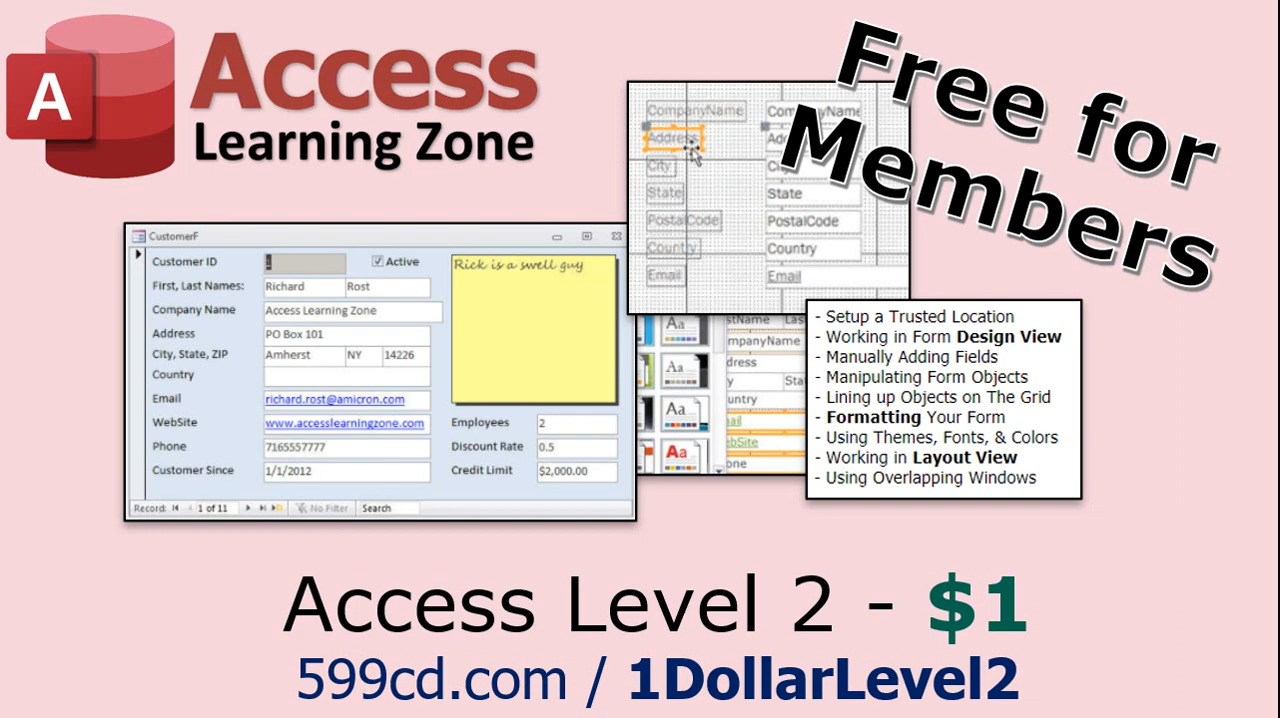 A
Access
Learning Zone
Free for
Members
CompanyName CompanyName
Address
City
State State
PostalCode PostalCode
Country Country
Email Email
CustomerF
Customer ID
Active
Rick is a swell guy
First, Last Names: Richard Rost
Company Name Access Learning Zone
Address PO Box 101
City, State, ZIP Amherst NY 14226
Country
Email richard.rost@amicron.com
WebSite www.accesslearningzone.com
Phone 7165557777
Customer Since 1/1/2012
Employees 2
Discount Rate 0.5
Credit Limit $2,000.00
Record: 1 of 11 No Filter Search
Aa
Aa
Aa
Aa
- Setup a Trusted Location
- Working in Form Design View
- Manually Adding Fields
- Manipulating Form Objects
- Lining up Objects on The Grid
- Formatting Your Form
- Using Themes, Fonts, & Colors
- Working in Layout View
- Using Overlapping Windows
Access Level 2 - $1
599cd.com / 1DollarLevel2